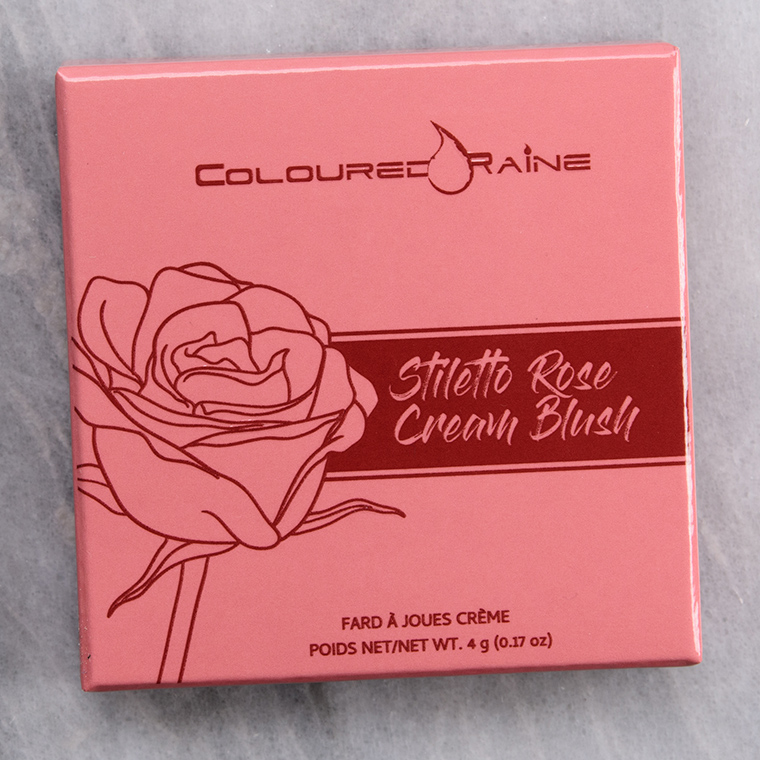 COLOURED RAINE
Stiletto Rose
Cream Blush
FARD À JOUES CRÈME
POIDS NET/NET WT. 4 g (0.17 oz)